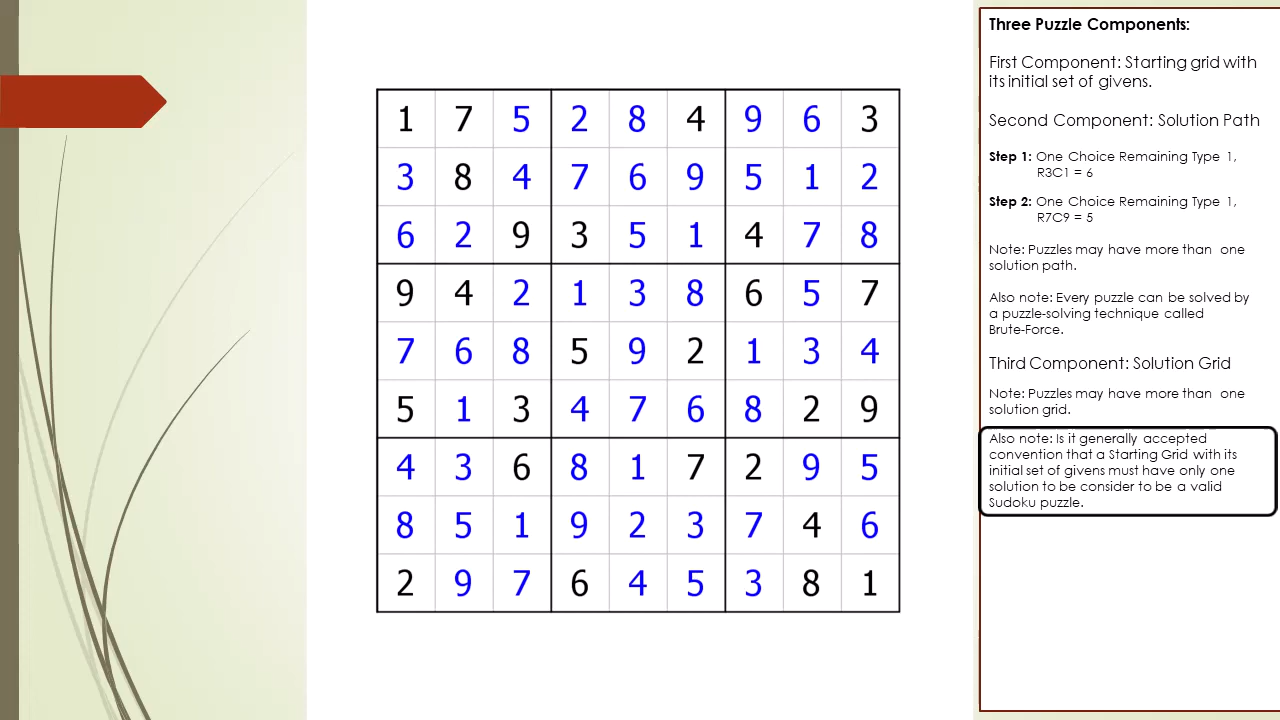 1 7 5 2 8 4 9 6 3
3 8 4 7 6 9 5 1 2
6 2 9 3 5 1 4 7 8
9 4 2 1 3 8 6 5 7
7 6 8 5 9 2 1 3 4
5 1 3 4 7 6 8 2 9
4 3 6 8 1 7 2 9 5
8 5 1 9 2 3 7 4 6
2 9 7 6 4 5 3 8 1
Three Puzzle Components:
First Component: Starting grid with
its initial set of givens.
Second Component: Solution Path
Step 1: One Choice Remaining Type 1,
R3C1 = 6
Step 2: One Choice Remaining Type 1,
R7C9 = 5
Note: Puzzles may have more than one
solution path.
Also note: Every puzzle can be solved by
a puzzle-solving technique called
Brute-Force.
Third Component: Solution Grid
Note: Puzzles may have more than one
solution grid.
Also note: Is it generally accepted
convention that a Starting Grid with its
initial set of givens must have only one
solution to be consider to be a valid
Sudoku puzzle.